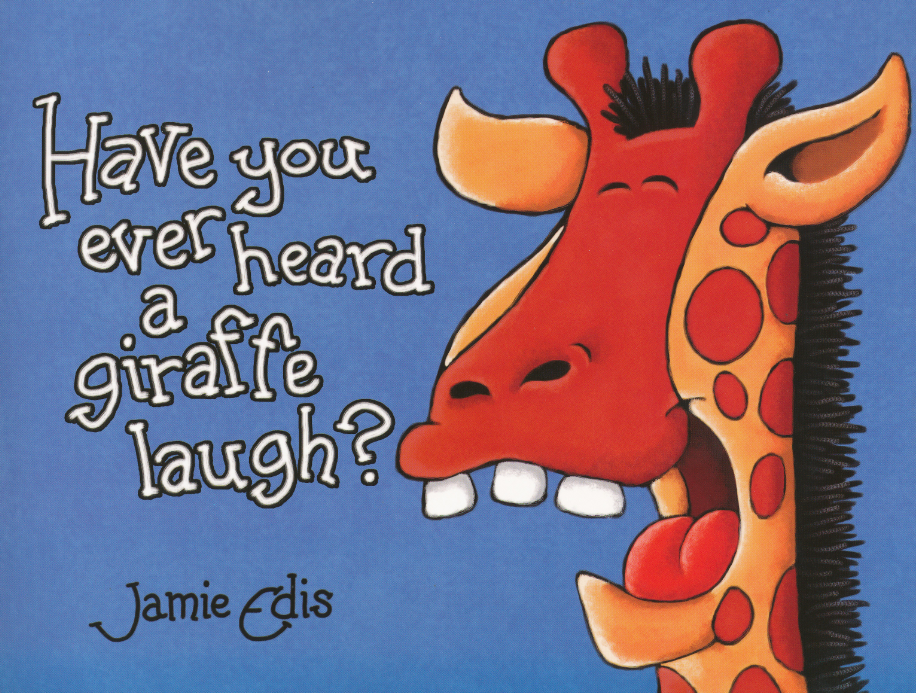 Have you
ever heard
a
giraffe
laugh?
Jamie Edis